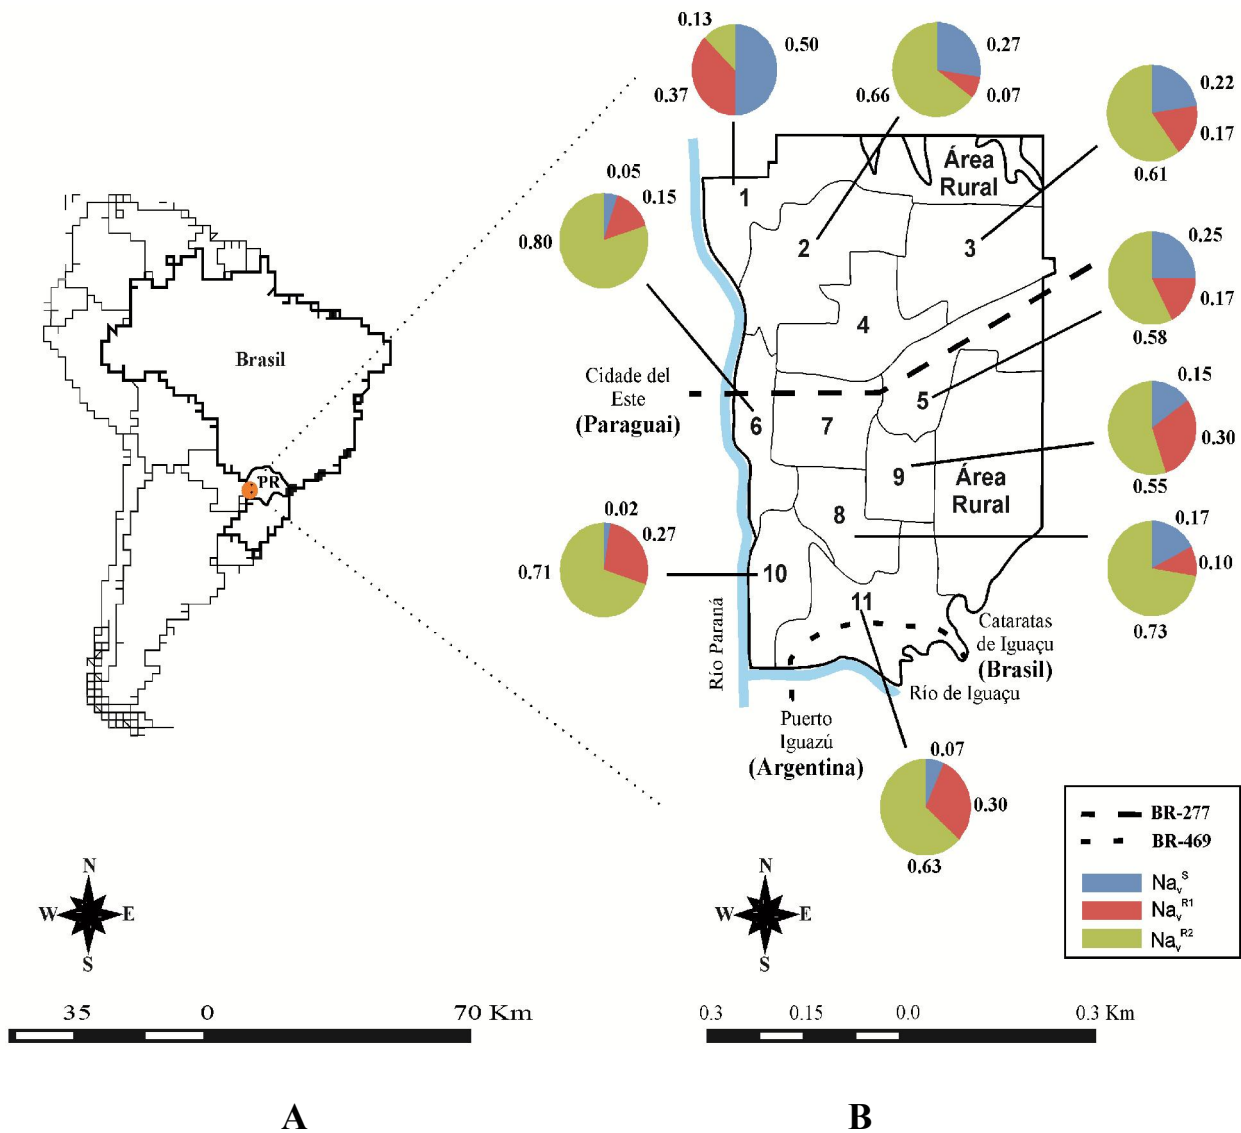 Brasil
PR
N
W
E
S
35
0
70 Km
A
0.13
0.50
0.37
0.27
0.07
0.66
0.22
0.17
0.61
0.05
0.15
0.80
0.25
0.17
0.58
0.15
0.30
0.55
0.02
0.27
0.71
0.17
0.10
0.73
0.07
0.30
0.63
Área
Rural
1
2
3
4
5
6
7
8
9
10
11
Área
Rural
Cidade del
Este
(Paraguai)
Río Paraná
Cataratas
de Iguaçu
(Brasil)
Río de Iguaçu
Puerto
Iguazú
(Argentina)
BR-277
BR-469
Naᵥ^S
Naᵥ^R1
Naᵥ^R2
N
W
E
S
0.3
0.15
0.0
0.3 Km
B